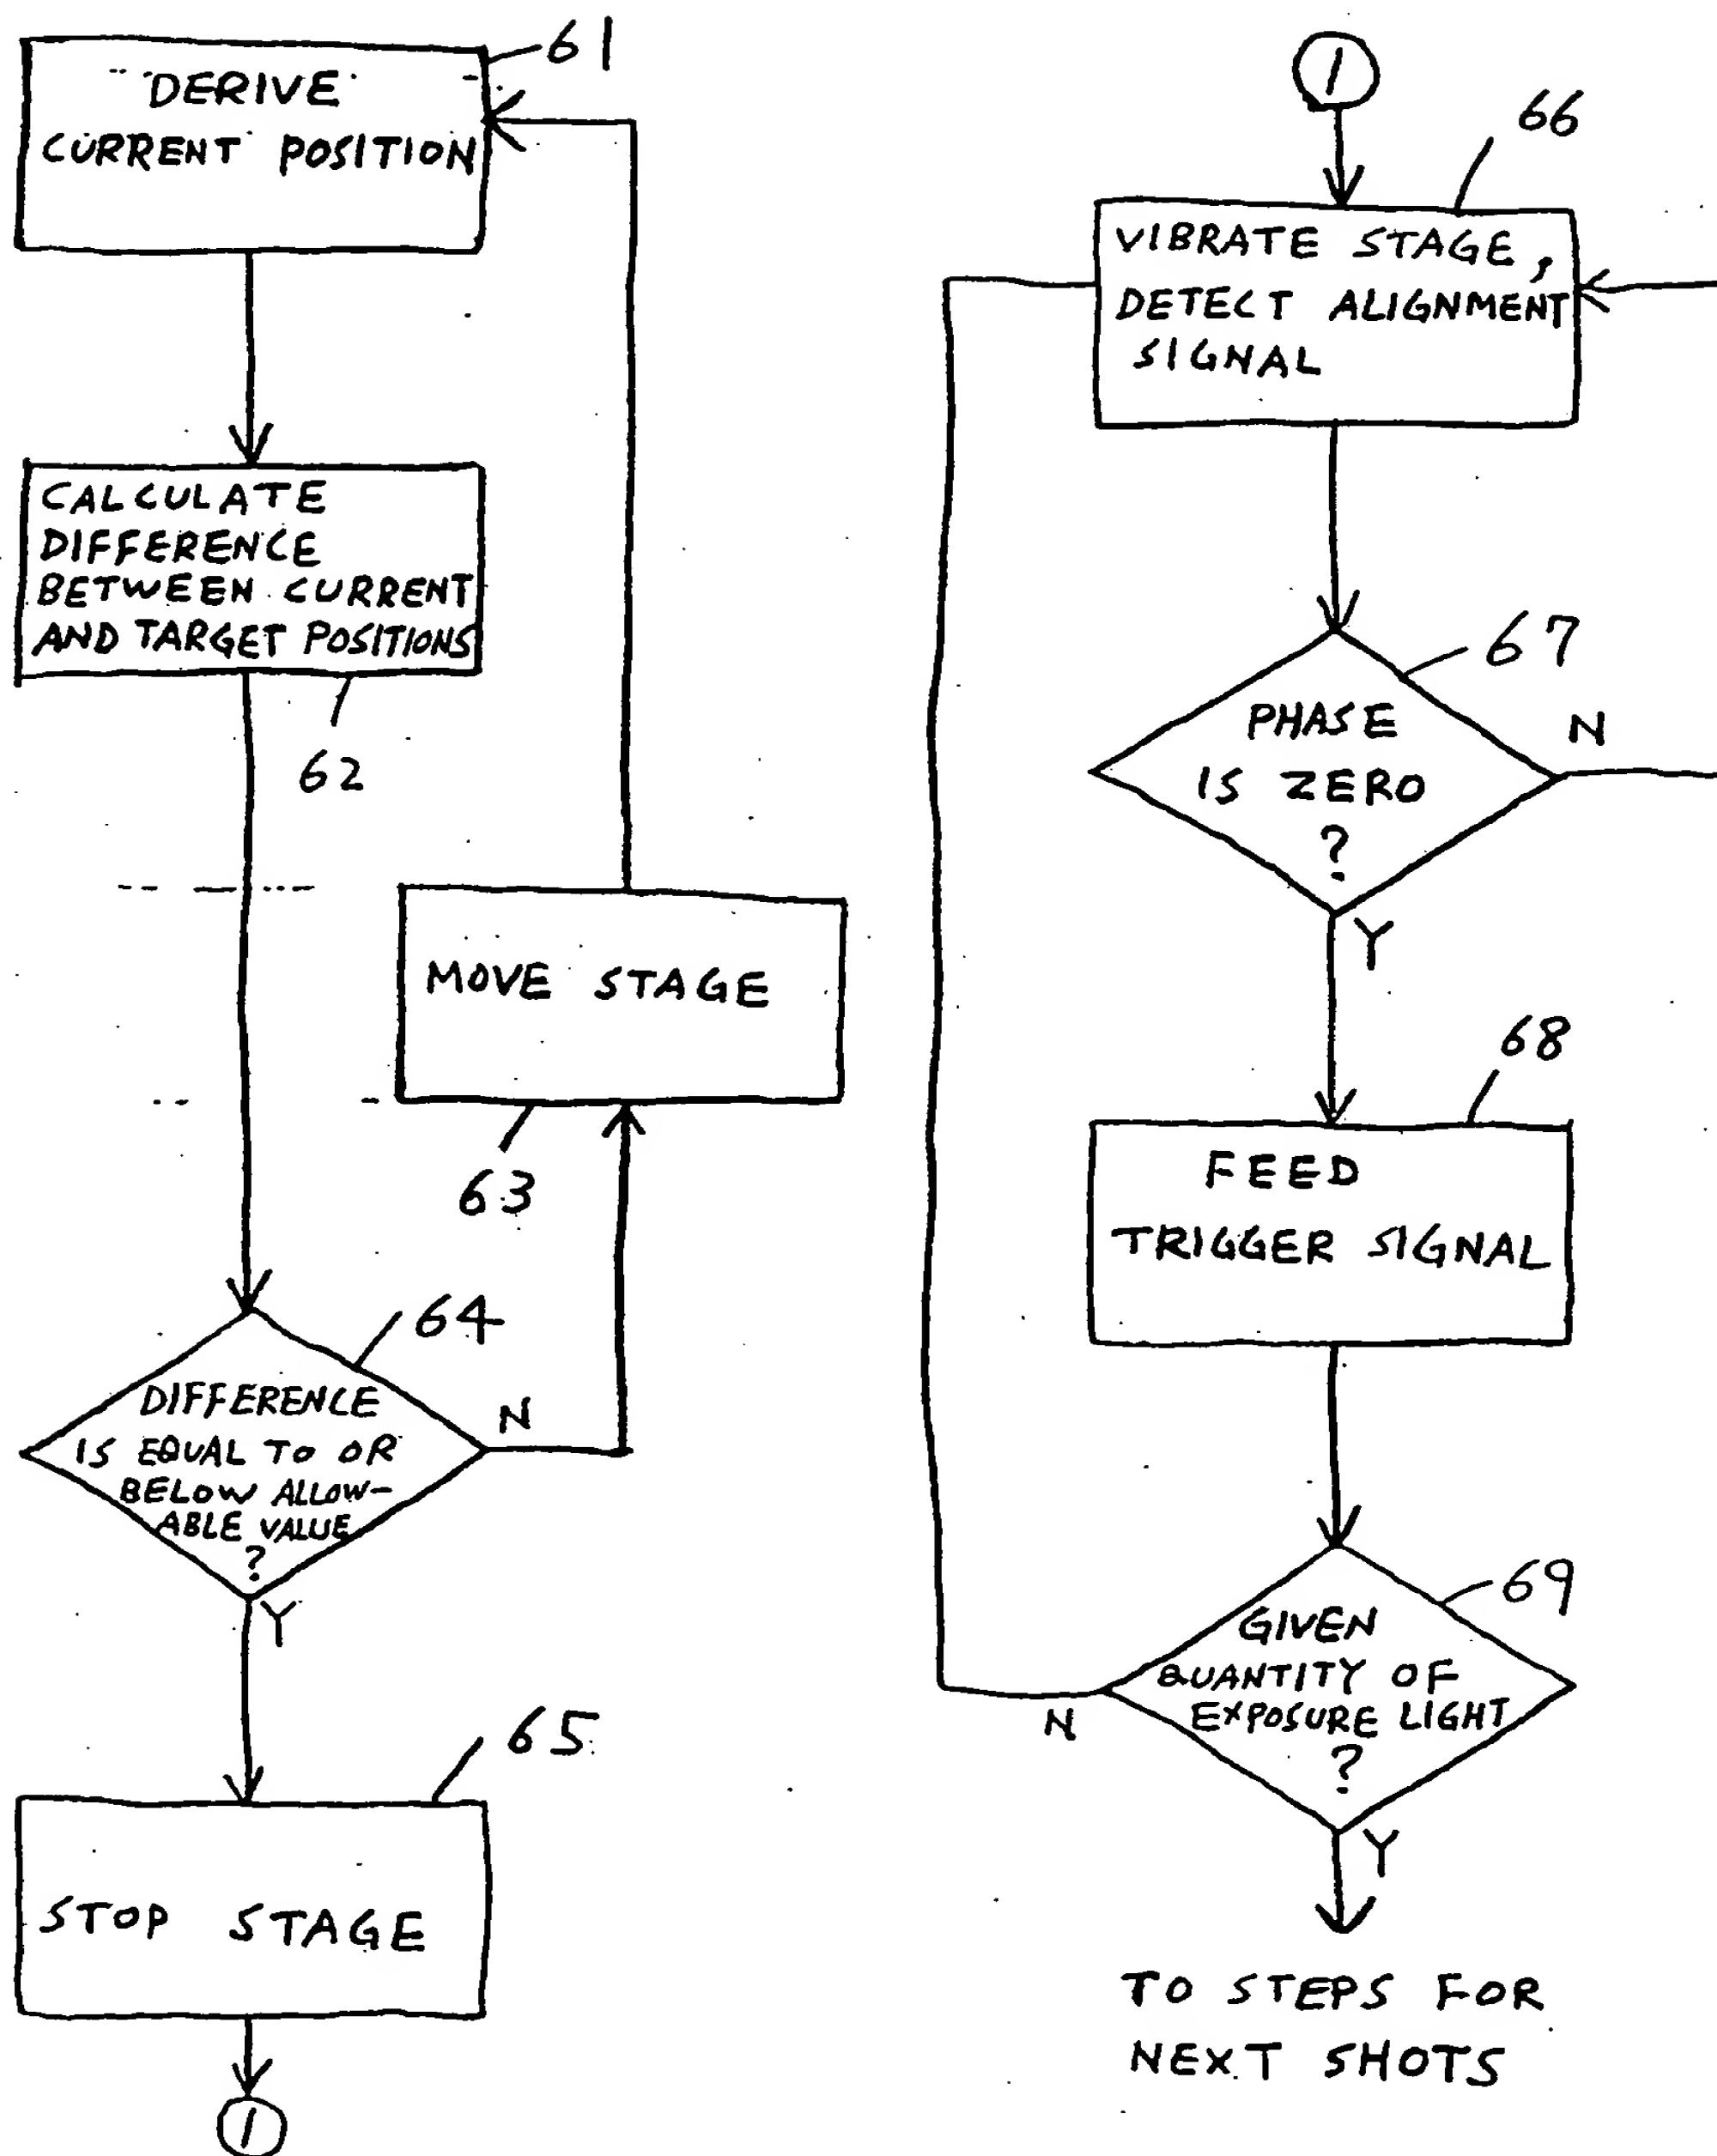 61
DERIVE
CURRENT POSITION
CALCULATE
DIFFERENCE
BETWEEN CURRENT
AND TARGET POSITIONS
62
MOVE STAGE
63
64
DIFFERENCE
IS EQUAL TO OR
BELOW ALLOW-
ABLE VALUE
?
N
Y
65
STOP STAGE
1
1
66
VIBRATE STAGE,
DETECT ALIGNMENT
SIGNAL
67
PHASE
IS ZERO
?
N
Y
68
FEED
TRIGGER SIGNAL
69
GIVEN
QUANTITY OF
EXPOSURE LIGHT
?
N
Y
TO STEPS FOR
NEXT SHOTS